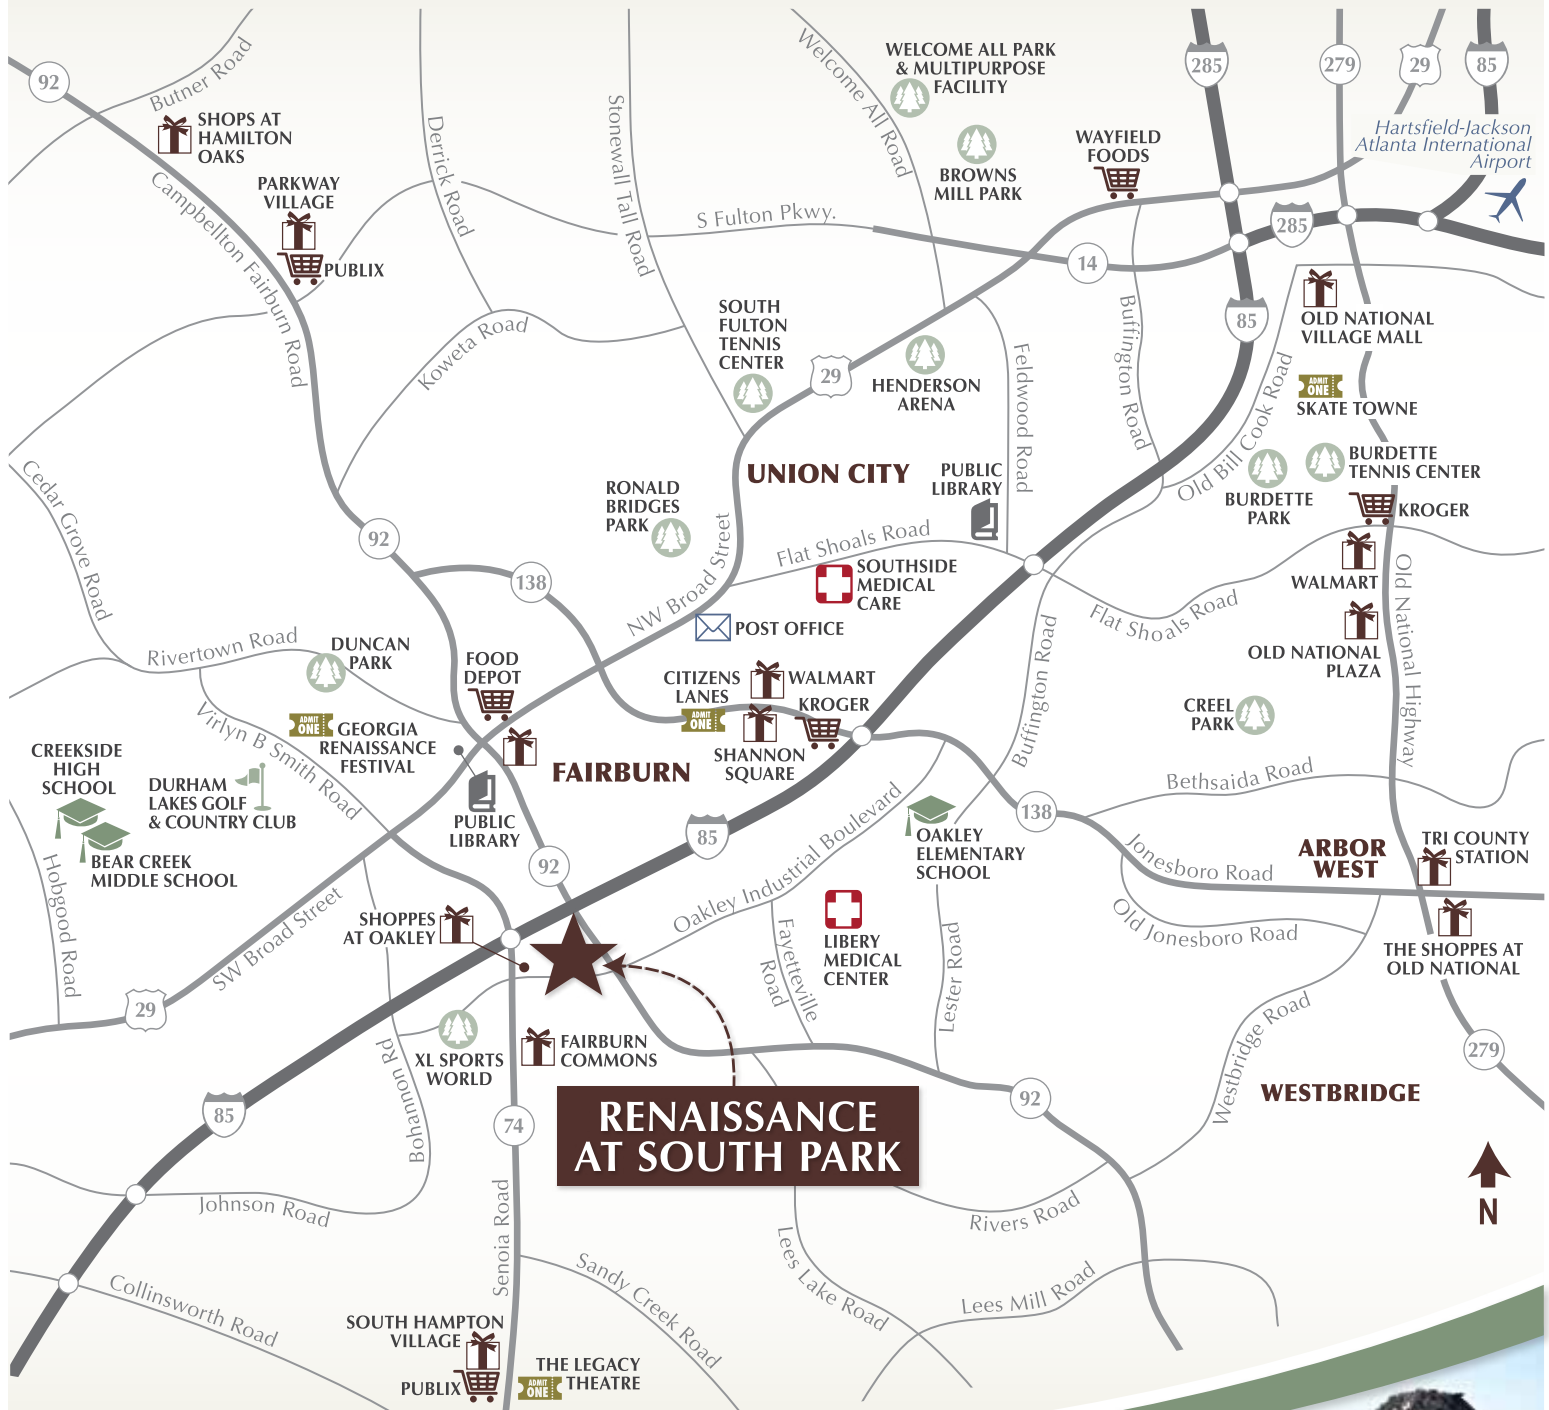 WELCOME ALL PARK
& MULTIPURPOSE
FACILITY
92
Butner Road
285
279
29
85
Welcome All Road
SHOPS AT
HAMILTON
OAKS
Derrick Road
Stonewall Tall Road
BROWNS
MILL PARK
WAYFIELD
FOODS
Hartsfield-Jackson
Atlanta International
Airport
PARKWAY
VILLAGE
PUBLIX
Campbellton Fairburn Road
S Fulton Pkwy.
14
285
85
Buffington Road
OLD NATIONAL
VILLAGE MALL
Koweta Road
SOUTH
FULTON
TENNIS
CENTER
29
HENDERSON
ARENA
Feldwood Road
Old Bill Cook Road
ADMIT
ONE
SKATE TOWNE
BURDETTE
TENNIS CENTER
BURDETTE
PARK
KROGER
WALMART
UNION CITY
PUBLIC
LIBRARY
RONALD
BRIDGES
PARK
Cedar Grove Road
92
138
NW Broad Street
Flat Shoals Road
SOUTHSIDE
MEDICAL
CARE
POST OFFICE
Flat Shoals Road
OLD NATIONAL
PLAZA
Old National Highway
Rivertown Road
DUNCAN
PARK
FOOD
DEPOT
CITIZENS
LANES
ADMIT
ONE
WALMART
KROGER
SHANNON
SQUARE
CREEL
PARK
Buffington Road
Virlyn B Smith Road
ADMIT
ONE
GEORGIA
RENAISSANCE
FESTIVAL
FAIRBURN
PUBLIC
LIBRARY
CREEKSIDE
HIGH
SCHOOL
DURHAM
LAKES GOLF
& COUNTRY CLUB
BEAR CREEK
MIDDLE SCHOOL
Hobgood Road
Bethsaida Road
138
85
92
Oakley Industrial Boulevard
OAKLEY
ELEMENTARY
SCHOOL
Jonesboro Road
ARBOR
WEST
TRI COUNTY
STATION
Old Jonesboro Road
THE SHOPPES AT
OLD NATIONAL
SHOPPES
AT OAKLEY
SW Broad Street
29
Fayetteville
Road
LIBERY
MEDICAL
CENTER
Lester Road
Westbridge Road
279
WESTBRIDGE
XL SPORTS
WORLD
FAIRBURN
COMMONS
Bohannon Rd
85
74
92
RENAISSANCE
AT SOUTH PARK
N
Johnson Road
Senoia Road
Rivers Road
Lees Lake Road
Lees Mill Road
Sandy Creek Road
Collinsworth Road
SOUTH HAMPTON
VILLAGE
PUBLIX
ADMIT
ONE
THE LEGACY
THEATRE